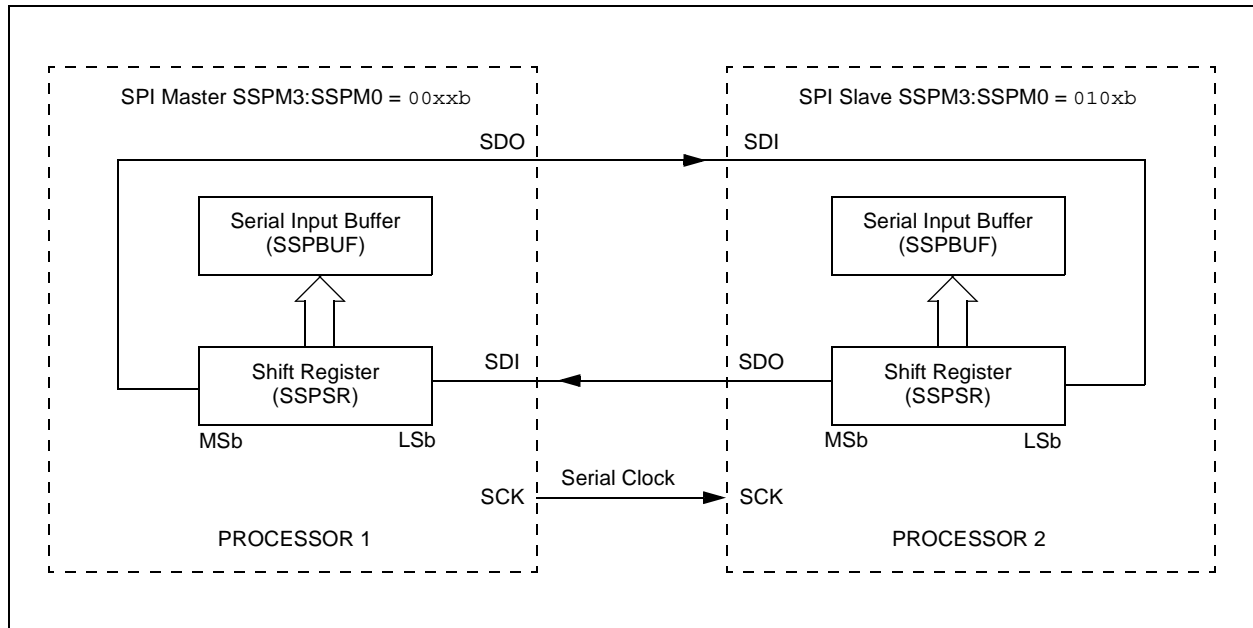 SPI Master SSPM3:SSPM0 = 00xxb
SPI Slave SSPM3:SSPM0 = 010xb
SDO
SDI
Serial Input Buffer
(SSPBUF)
Serial Input Buffer
(SSPBUF)
SDI
SDO
Shift Register
(SSPSR)
Shift Register
(SSPSR)
MSb
LSb
MSb
LSb
Serial Clock
SCK
SCK
PROCESSOR 1
PROCESSOR 2